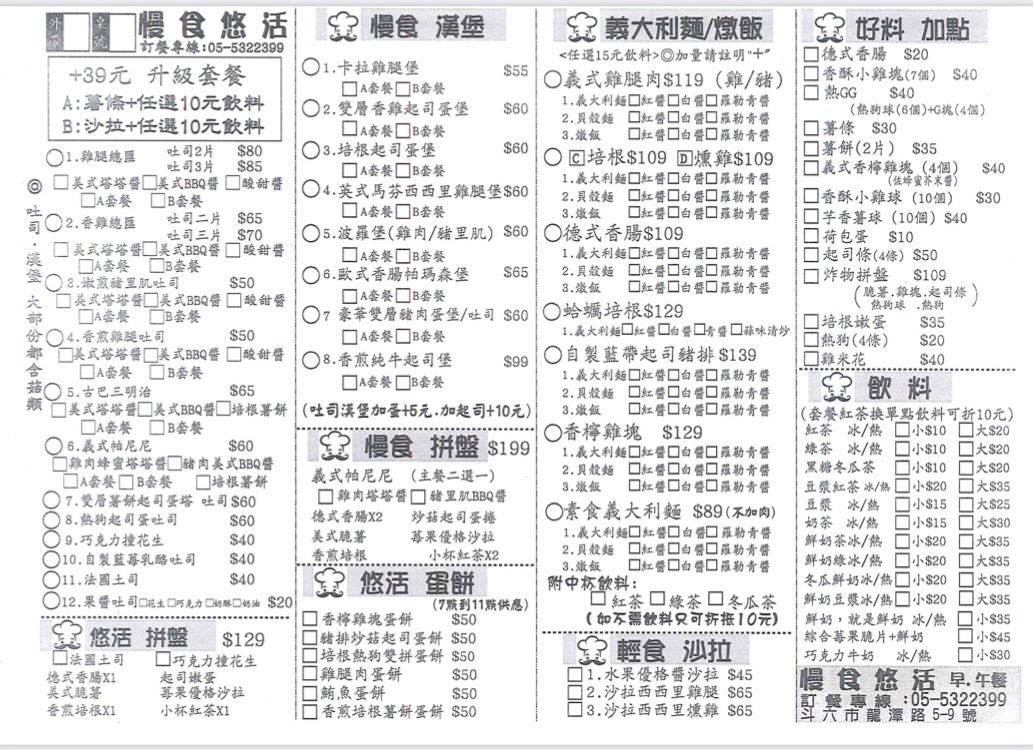 外帶
桌號
慢食悠活
訂餐專線:05-5322399
+39元 升級套餐
A:薯條+任選10元飲料
B:沙拉+任選10元飲料
◎吐司.漢堡 大部份都含菇類
1.雞腿總匯 吐司2片 $80
吐司3片 $85
美式塔塔醬 美式BBQ醬 酸甜醬
A套餐 B套餐
2.香雞總匯 吐司二片 $65
吐司三片 $70
美式塔塔醬 美式BBQ醬 酸甜醬
A套餐 B套餐
3.嫩煎豬里肌吐司 $50
美式塔塔醬 美式BBQ醬 酸甜醬
A套餐 B套餐
4.香煎雞腿吐司 $50
美式塔塔醬 美式BBQ醬 酸甜醬
A套餐 B套餐
5.古巴三明治 $65
美式塔塔醬 美式BBQ醬 培根薯餅
A套餐 B套餐
6.義式帕尼尼 $60
雞肉蜂蜜塔塔醬 豬肉美式BBQ醬
A套餐 B套餐 培根薯餅
7.雙層薯餅起司蛋塔 吐司$60
8.熱狗起司蛋吐司 $60
9.巧克力撞花生 $40
10.自製藍莓乳酪吐司 $40
11.法國土司 $40
12.果醬吐司 花生 巧克力 奶酥 奶油 $20
悠活 拼盤 $129
法國土司 巧克力撞花生
德式香腸X1 起司嫩蛋
美式脆薯 莓果優格沙拉
香煎培根X1 小杯紅茶X1
慢食 漢堡
1.卡拉雞腿堡 $55
A套餐 B套餐
2.雙層香雞起司蛋堡 $60
A套餐 B套餐
3.培根起司蛋堡 $60
A套餐 B套餐
4.英式馬芬西西里雞腿堡$60
A套餐 B套餐
5.波羅堡(雞肉/豬里肌) $60
A套餐 B套餐
6.歐式香腸帕瑪森堡 $65
A套餐 B套餐
7 豪華雙層豬肉蛋堡/吐司 $60
A套餐 B套餐
8.香煎純牛起司堡 $99
A套餐 B套餐
(吐司漢堡加蛋+5元.加起司+10元)
慢食 拼盤 $199
義式帕尼尼 (主餐二選一)
雞肉塔塔醬 豬里肌BBQ醬
德式香腸X2 炒菇起司蛋捲
美式脆薯 莓果優格沙拉
香煎培根 小杯紅茶X2
悠活 蛋餅
(7點到11點供應)
香檸雞塊蛋餅 $50
豬排炒菇起司蛋餅 $50
培根熱狗雙拼蛋餅 $50
雞腿肉蛋餅 $50
鮪魚蛋餅 $50
香煎培根薯餅蛋餅 $50
義大利麵/燉飯
<任選15元飲料>◎加量請註明"+"
義式雞腿肉$119 (雞/豬)
1.義大利麵 紅醬 白醬 羅勒青醬
2.貝殼麵 紅醬 白醬 羅勒青醬
3.燉飯 紅醬 白醬 羅勒青醬
C培根$109 D燻雞$109
1.義大利麵 紅醬 白醬 羅勒青醬
2.貝殼麵 紅醬 白醬 羅勒青醬
3.燉飯 紅醬 白醬 羅勒青醬
德式香腸$109
1.義大利麵 紅醬 白醬 羅勒青醬
2.貝殼麵 紅醬 白醬 羅勒青醬
3.燉飯 紅醬 白醬 羅勒青醬
蛤蠣培根$129
1.義大利麵 紅醬 白醬 青醬 蒜味清炒
自製藍帶起司豬排 $139
1.義大利麵 紅醬 白醬 羅勒青醬
2.貝殼麵 紅醬 白醬 羅勒青醬
3.燉飯 紅醬 白醬 羅勒青醬
香檸雞塊 $129
1.義大利麵 紅醬 白醬 羅勒青醬
2.貝殼麵 紅醬 白醬 羅勒青醬
3.燉飯 紅醬 白醬 羅勒青醬
素食義大利麵 $89(不加肉)
1.義大利麵 紅醬 白醬 羅勒青醬
2.貝殼麵 紅醬 白醬 羅勒青醬
3.燉飯 紅醬 白醬 羅勒青醬
附中杯飲料:
紅茶 綠茶 冬瓜茶
(如不需飲料只可折抵10元)
輕食 沙拉
1.水果優格醬沙拉 $45
2.沙拉西西里雞腿 $65
3.沙拉西西里燻雞 $65
好料 加點
德式香腸 $20
香酥小雞塊(7個) $40
熱GG $40
(熱狗球(6個)+G塊(4個)
薯條 $30
薯餅(2片) $35
義式香檸雞塊 (4個) $40
(佐蜂蜜芥末醬)
香酥小雞球 (10個) $30
芋香薯球 (10個) $40
荷包蛋 $10
起司條(4條) $50
炸物拼盤 $109
(脆薯.雞塊.起司條
熱狗球 .熱狗)
培根嫩蛋 $35
熱狗(4條) $20
雞米花 $40
飲 料
(套餐紅茶換單點飲料可折10元)
紅茶 冰/熱 小$10 大$20
綠茶 冰/熱 小$10 大$20
黑糖冬瓜茶 小$10 大$20
豆漿紅茶 冰/熱 小$20 大$35
豆漿 冰/熱 小$15 大$25
奶茶 冰/熱 小$15 大$30
鮮奶茶冰/熱 小$20 大$35
鮮奶綠冰/熱 小$20 大$35
冬瓜鮮奶冰/熱 小$20 大$35
鮮奶豆漿冰/熱 小$20 大$35
鮮奶,就是鮮奶 冰/熱 小$35
綜合莓果脆片+鮮奶 小$45
巧克力牛奶 冰/熱 小$30
慢食悠活 早.午餐
訂餐專線:05-5322399
斗六市龍潭路5-9號